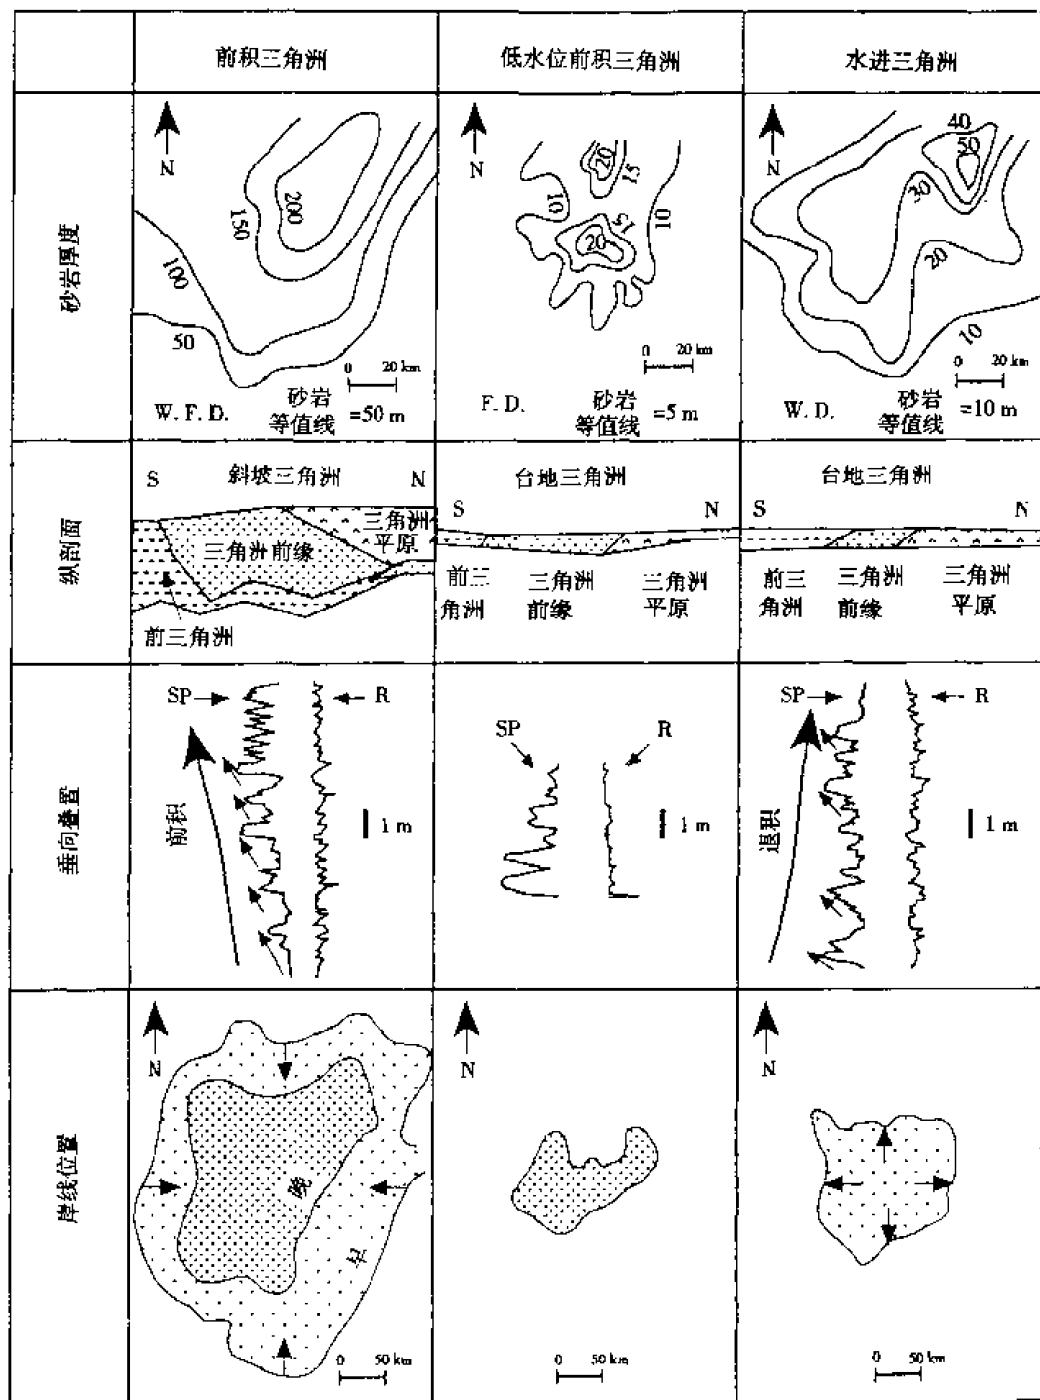 前积三角洲
低水位前积三角洲
水进三角洲
砂岩厚度
N
200
150
100
50
0 20 km
W. F. D.
砂岩
等值线 =50 m
N
20
15
10
15
10
20
0 20 km
F. D.
砂岩
等值线 =5 m
N
40
50
30
20
10
0 20 km
W. D.
砂岩
等值线 =10 m
纵剖面
S 斜坡三角洲 N
三角洲
平原
三角洲前缘
前三角洲
台地三角洲
S N
前三
角洲
三角洲
前缘
三角洲
平原
台地三角洲
S N
前三
角洲
三角洲
前缘
三角洲
平原
垂向叠置
SP R
前积
1 m
SP R
1 m
SP R
退积
1 m
岸线位置
N
晚
早
0 50 km
N
0 50 km
N
0 50 km